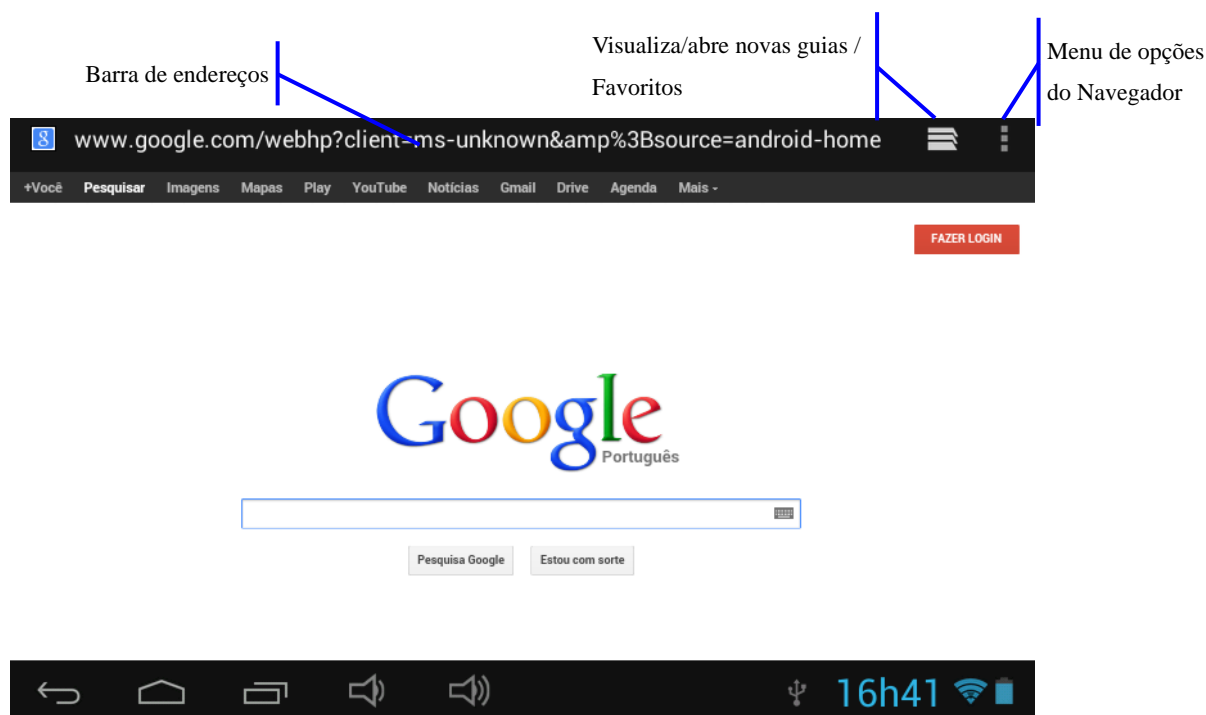 Visualiza/abre novas guias /
Favoritos
Barra de endereços
Menu de opções
do Navegador
g www.google.com/webhp?client=ms-unknown&amp%3Bsource=android-home
+Você Pesquisar Imagens Mapas Play YouTube Notícias Gmail Drive Agenda Mais
FAZER LOGIN
Google
Português
Pesquisa Google Estou com sorte
16h41